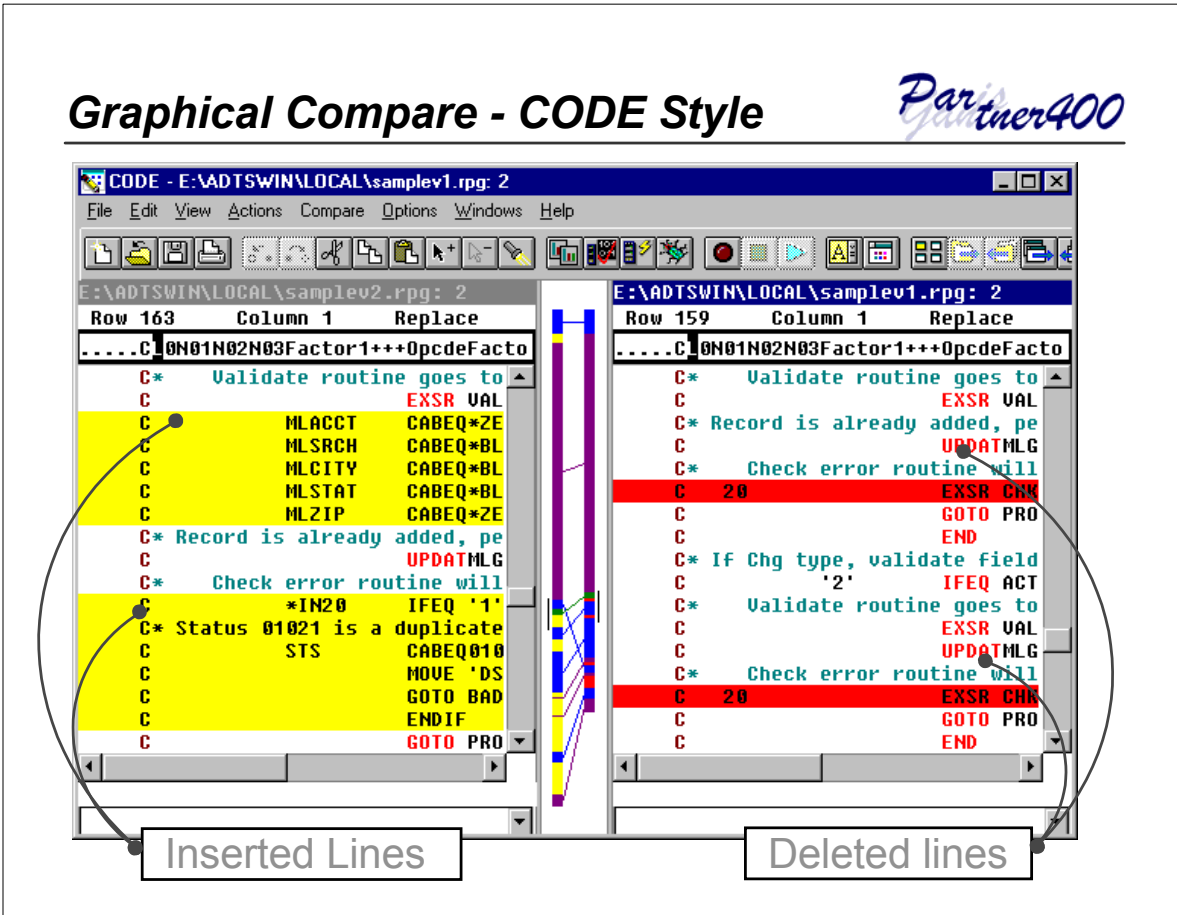 Graphical Compare - CODE Style
Partner400
Paris
Gantner
CODE - E:\ADTSWIN\LOCAL\samplev1.rpg: 2
File Edit View Actions Compare Options Windows Help
E:\ADTSWIN\LOCAL\samplev2.rpg: 2
Row 163 Column 1 Replace
.....C 0N01N02N03Factor1+++OpcdeFacto
C* Validate routine goes to
C EXSR VAL
C MLACCT CABEQ*ZE
C MLSRCH CABEQ*BL
C MLCITY CABEQ*BL
C MLSTAT CABEQ*BL
C MLZIP CABEQ*ZE
C* Record is already added, pe
C UPDATMLG
C* Check error routine will
C *IN20 IFEQ '1'
C* Status 01021 is a duplicate
C STS CABEQ010
C MOVE 'DS
C GOTO BAD
C ENDIF
C GOTO PRO
E:\ADTSWIN\LOCAL\samplev1.rpg: 2
Row 159 Column 1 Replace
.....C 0N01N02N03Factor1+++OpcdeFacto
C* Validate routine goes to
C EXSR VAL
C* Record is already added, pe
C UPDATMLG
C* Check error routine will
C 20 EXSR CHK
C GOTO PRO
C END
C* If Chg type, validate field
C '2' IFEQ ACT
C* Validate routine goes to
C EXSR VAL
C UPDATMLG
C* Check error routine will
C 20 EXSR CHK
C GOTO PRO
C END
Inserted Lines
Deleted lines